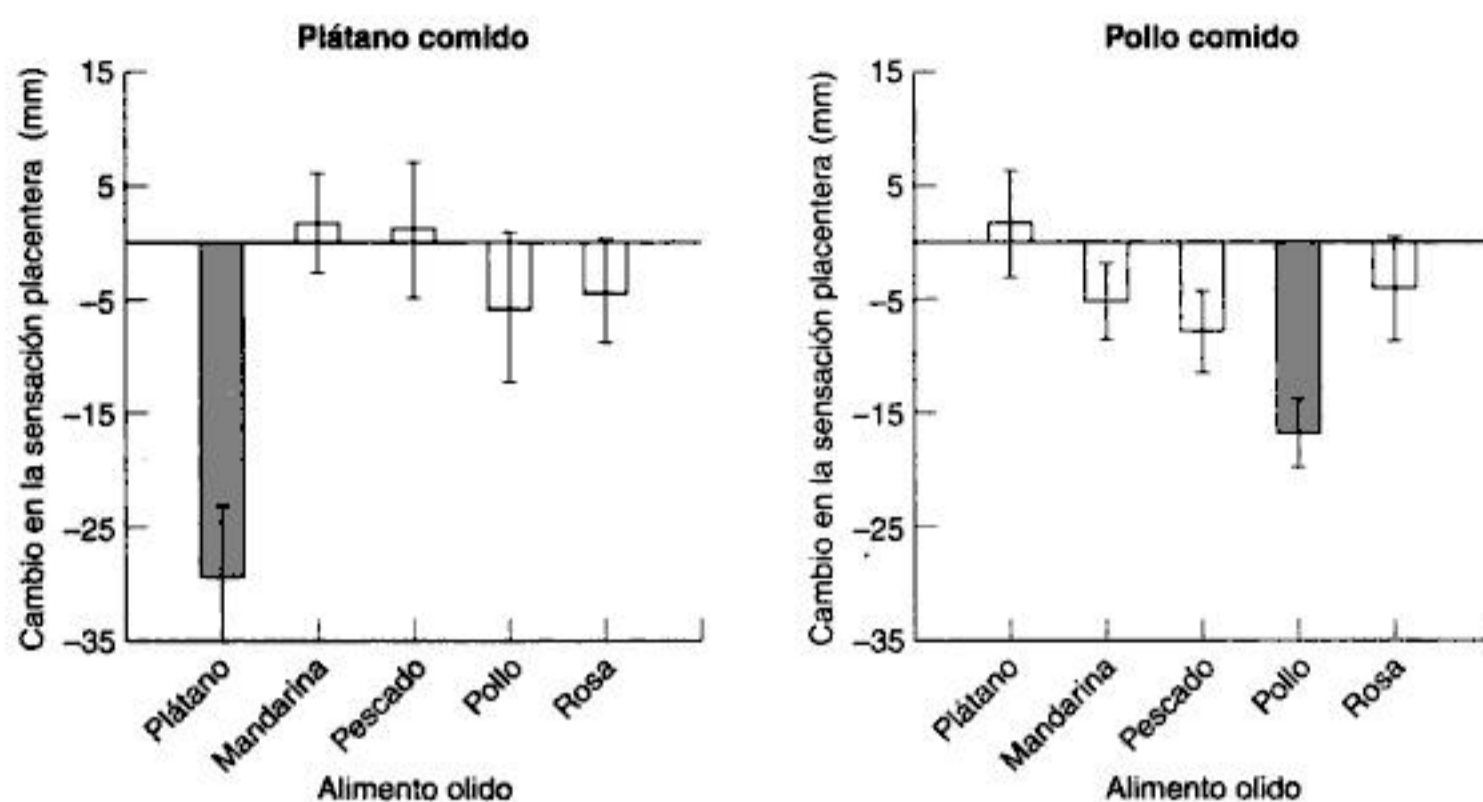 Plátano comido
Cambio en la sensación placentera (mm)
15
5
−5
−15
−25
−35
Plátano
Mandarina
Pescado
Pollo
Rosa
Alimento olido
Pollo comido
Cambio en la sensación placentera (mm)
15
5
−5
−15
−25
−35
Plátano
Mandarina
Pescado
Pollo
Rosa
Alimento olido